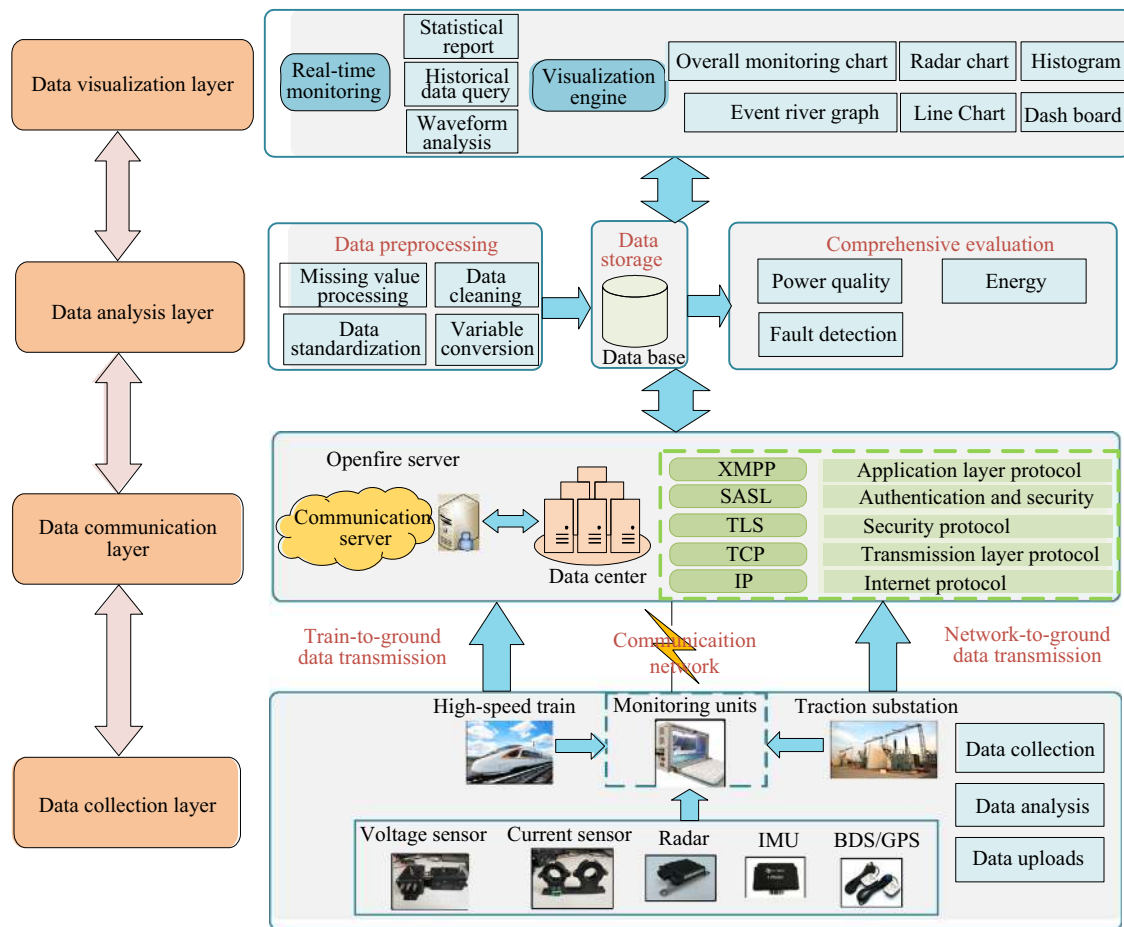 Data visualization layer
Statistical
report
Real-time
monitoring
Historical
data query
Waveform
analysis
Visualization
engine
Overall monitoring chart
Radar chart
Histogram
Event river graph
Line Chart
Dash board
Data analysis layer
Data preprocessing
Missing value
processing
Data
cleaning
Data
standardization
Variable
conversion
Data
storage
Data base
Comprehensive evaluation
Power quality
Energy
Fault detection
Data communication
layer
Openfire server
Communication
server
Data center
XMPP
Application layer protocol
SASL
Authentication and security
TLS
Security protocol
TCP
Transmission layer protocol
IP
Internet protocol
Train-to-ground
data transmission
Communicaition
network
Network-to-ground
data transmission
Data collection layer
High-speed train
Monitoring units
Traction substation
Data collection
Data analysis
Data uploads
Voltage sensor
Current sensor
Radar
IMU
BDS/GPS